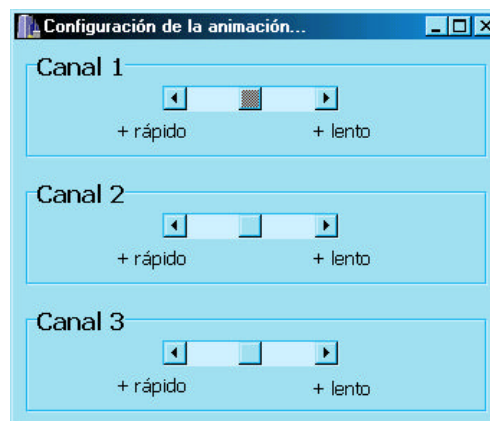 Configuración de la animación...
Canal 1
+ rápido + lento
Canal 2
+ rápido + lento
Canal 3
+ rápido + lento